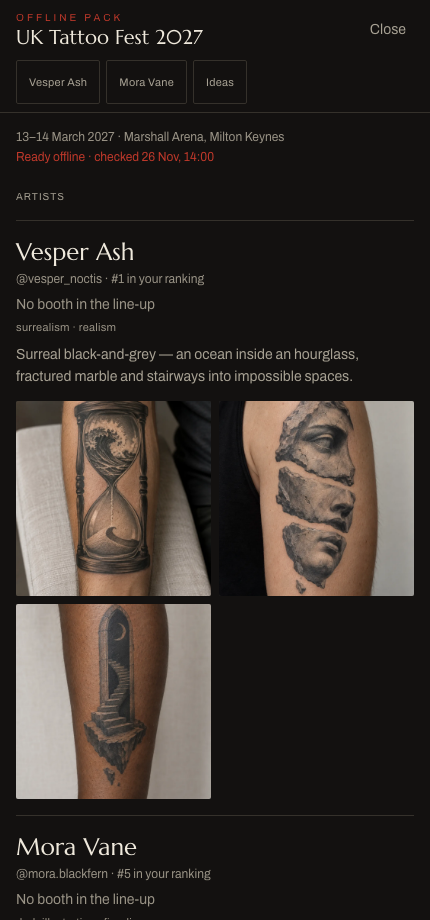 OFFLINE PACK
UK Tattoo Fest 2027
Close
Vesper Ash
Mora Vane
Ideas
13–14 March 2027 · Marshall Arena, Milton Keynes
Ready offline · checked 26 Nov, 14:00
ARTISTS
Vesper Ash
@vesper_noctis · #1 in your ranking
No booth in the line-up
surrealism · realism
Surreal black-and-grey — an ocean inside an hourglass,
fractured marble and stairways into impossible spaces.
Mora Vane
@mora.blackfern · #5 in your ranking
No booth in the line-up